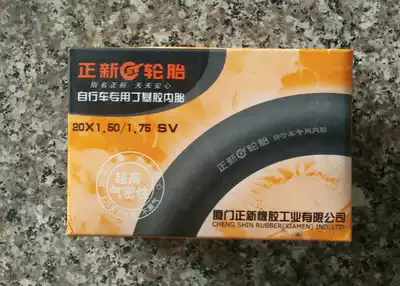 正新轮胎
指名正新 天天安心
自行车专用丁基胶内胎
20X1.50/1.75 SV
正新轮胎 自行车专用内胎
超高
气密性
厦门正新橡胶工业有限公司
CHENG SHIN RUBBER(XIAMEN) IND.,LTD